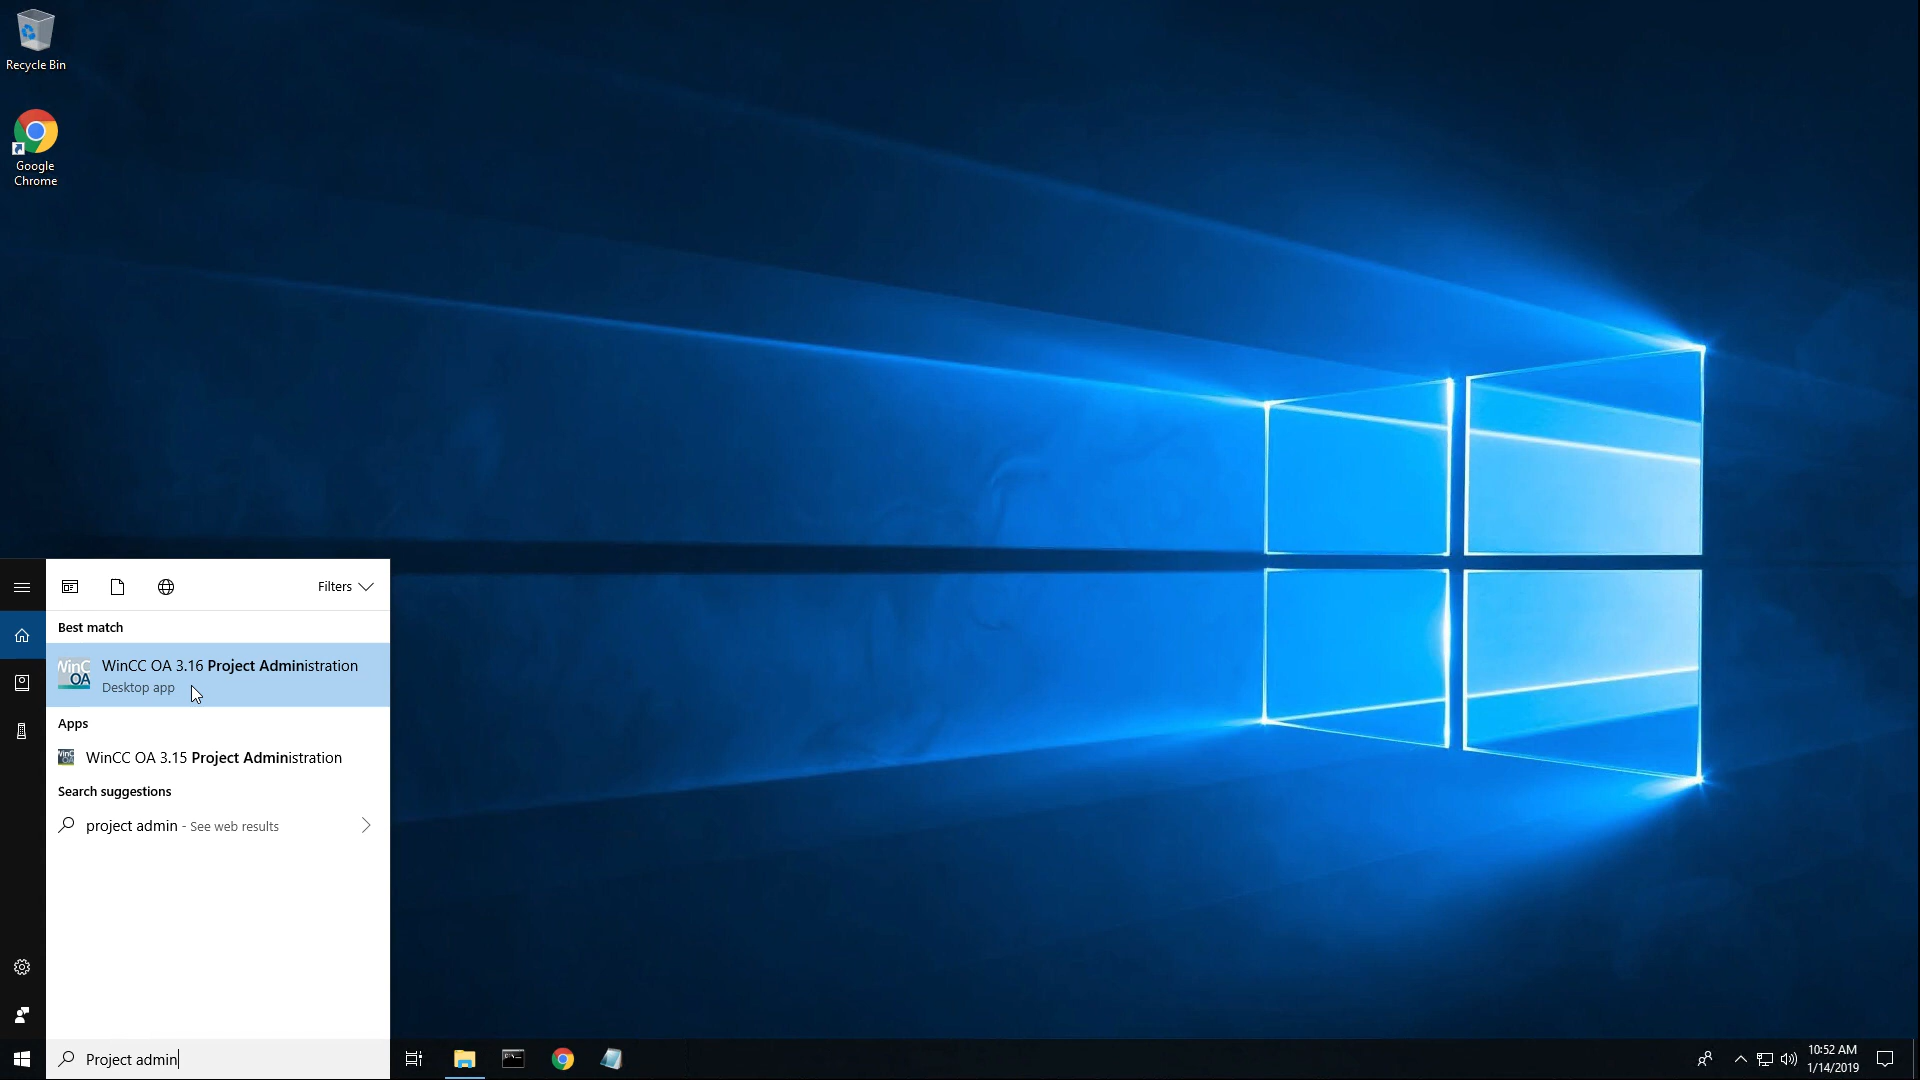 Recycle Bin
Google
Chrome
Filters
Best match
WinCC OA 3.16 Project Administration
Desktop app
Apps
WinCC OA 3.15 Project Administration
Search suggestions
project admin - See web results
Project admin
10:52 AM
1/14/2019